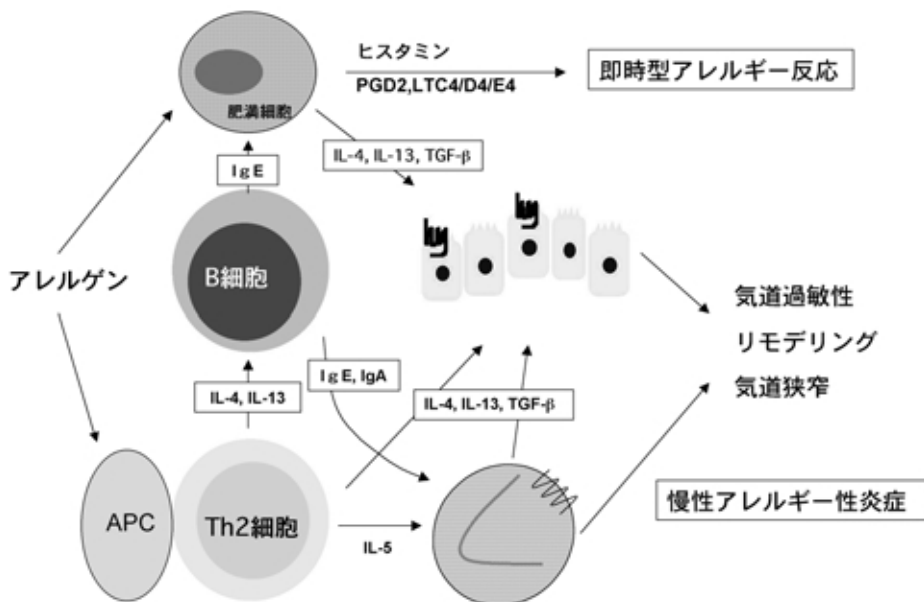 ヒスタミン
PGD2,LTC4/D4/E4
即時型アレルギー反応
肥満細胞
IL-4, IL-13, TGF-β
IgE
B細胞
アレルゲン
気道過敏性
リモデリング
気道狭窄
IgE, IgA
IL-4, IL-13
IL-4, IL-13, TGF-β
慢性アレルギー性炎症
APC
Th2細胞
IL-5